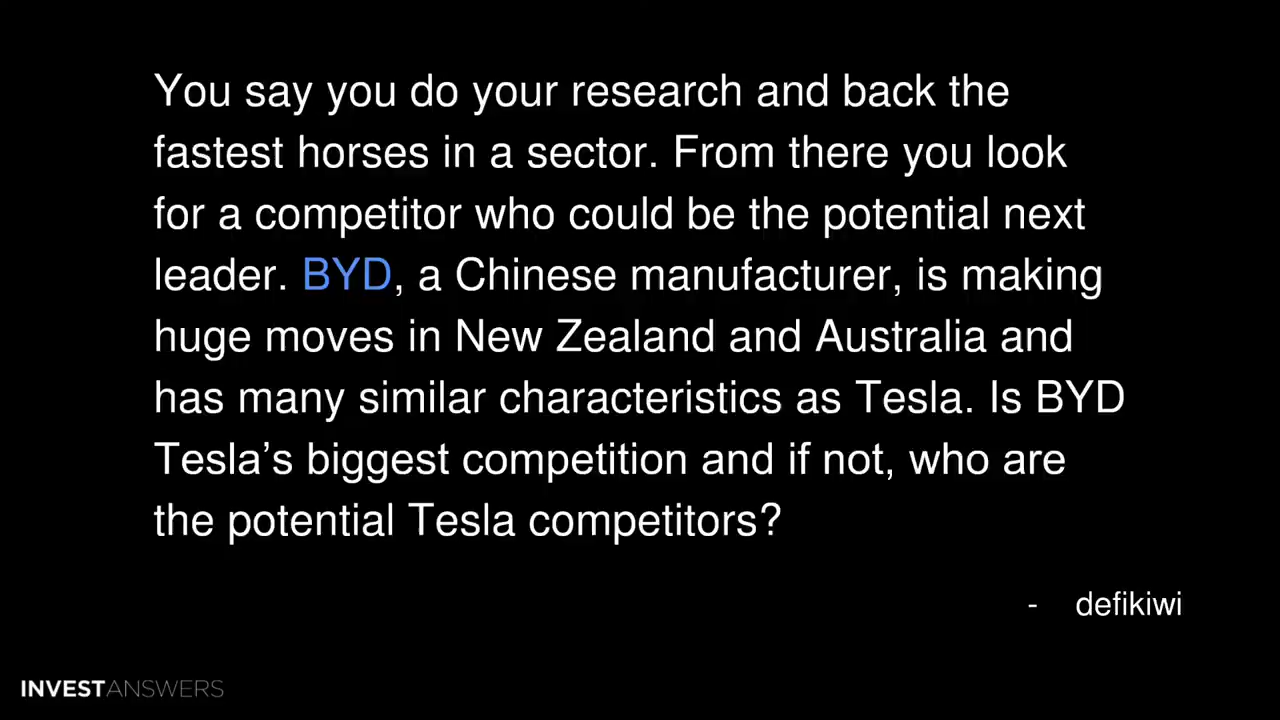 You say you do your research and back the
fastest horses in a sector. From there you look
for a competitor who could be the potential next
leader. BYD, a Chinese manufacturer, is making
huge moves in New Zealand and Australia and
has many similar characteristics as Tesla. Is BYD
Tesla’s biggest competition and if not, who are
the potential Tesla competitors?
- defikiwi
INVESTANSWERS